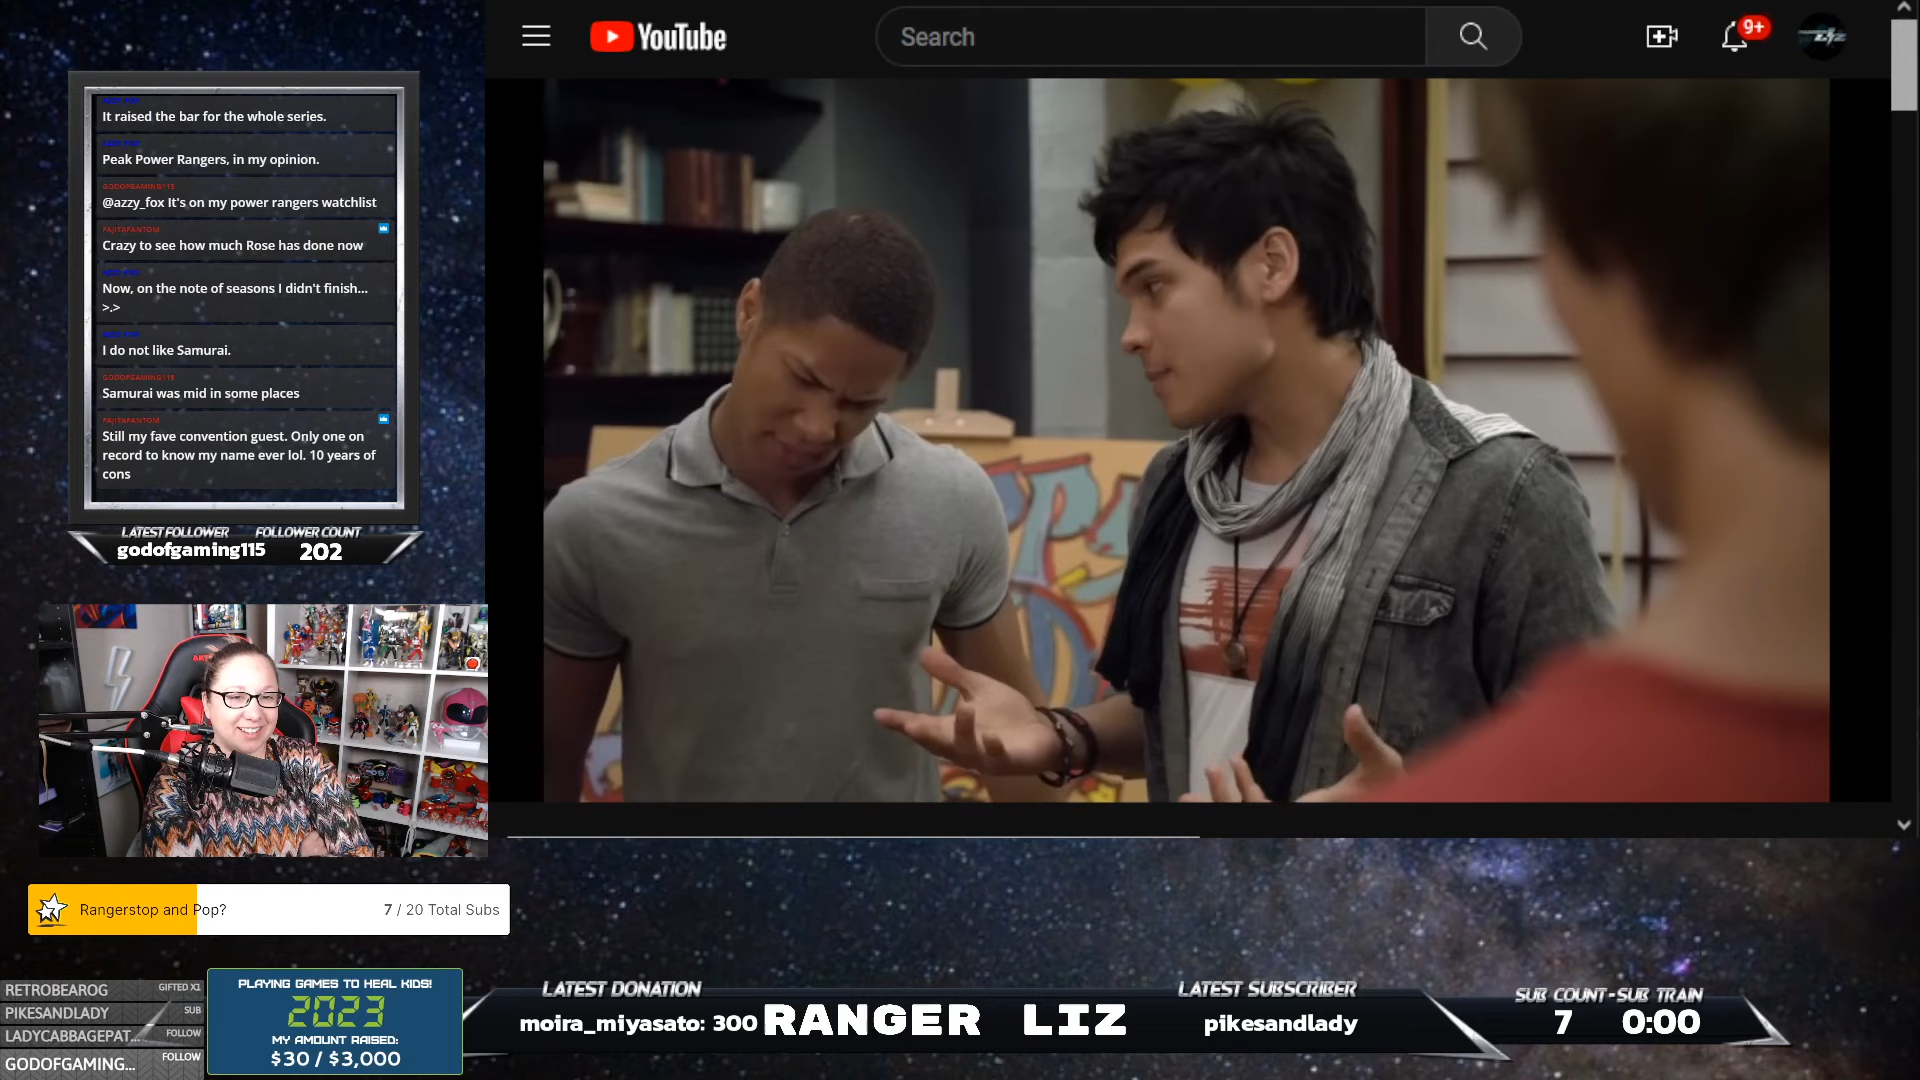 YouTube
Search
9+
It raised the bar for the whole series.
Peak Power Rangers, in my opinion.
GODOFGAMING115
@azzy_fox It's on my power rangers watchlist
FAJITAFANTOM
Crazy to see how much Rose has done now
Now, on the note of seasons I didn't finish...
>.>
I do not like Samurai.
GODOFGAMING115
Samurai was mid in some places
FAJITAFANTOM
Still my fave convention guest. Only one on
record to know my name ever lol. 10 years of
cons
LATEST FOLLOWER FOLLOWER COUNT
godofgaming115 202
Rangerstop and Pop? 7 / 20 Total Subs
RETROBEAROG GIFTED X1
PIKESANDLADY SUB
LADYCABBAGEPAT... FOLLOW
GODOFGAMING... FOLLOW
PLAYING GAMES TO HEAL KIDS!
2023
MY AMOUNT RAISED:
$30 / $3,000
LATEST DONATION
moira_miyasato: 300
RANGER LIZ
LATEST SUBSCRIBER
pikesandlady
SUB COUNT - SUB TRAIN
7 0:00